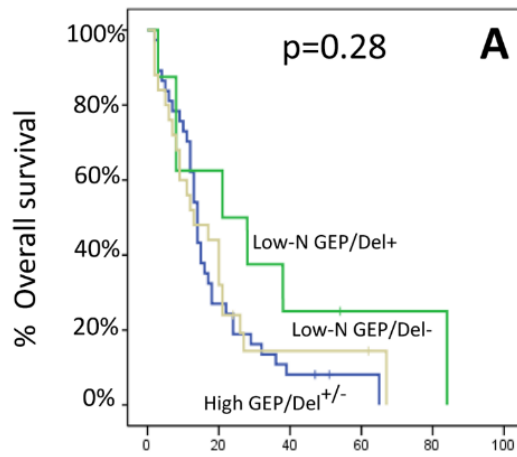 100%
80%
60%
40%
20%
0%
% Overall survival
p=0.28
A
Low-N GEP/Del+
Low-N GEP/Del-
High GEP/Del+/-
0 20 40 60 80 100